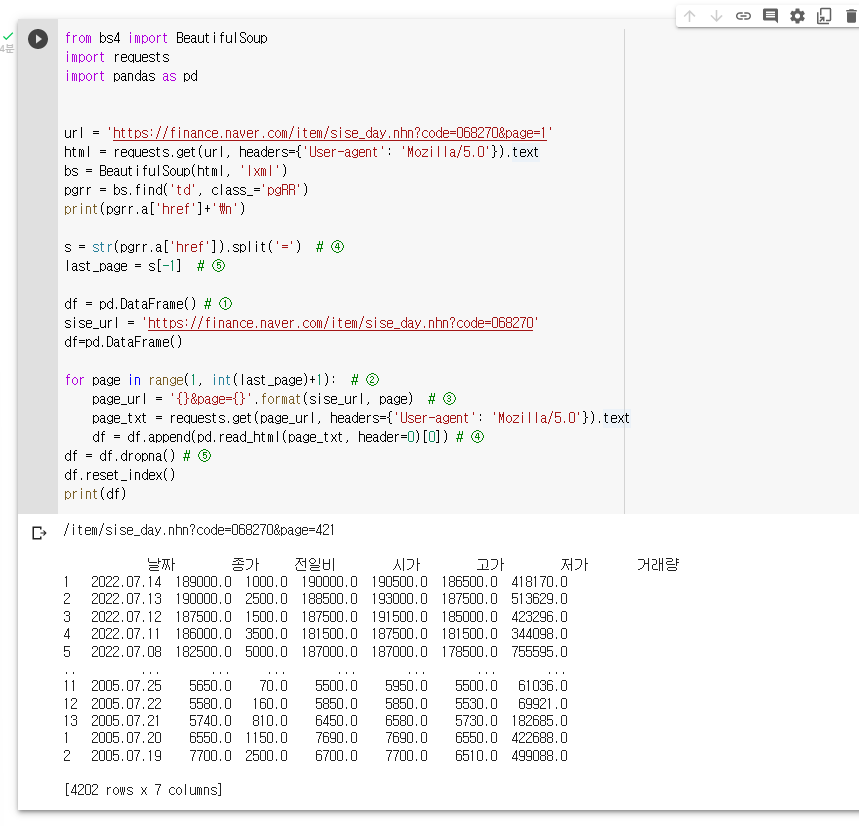 4분
from bs4 import BeautifulSoup
import requests
import pandas as pd
url = 'https://finance.naver.com/item/sise_day.nhn?code=068270&page=1'
html = requests.get(url, headers={'User-agent': 'Mozilla/5.0'}).text
bs = BeautifulSoup(html, 'lxml')
pgrr = bs.find('td', class_='pgRR')
print(pgrr.a['href']+'₩n')
s = str(pgrr.a['href']).split('=')  # ④
last_page = s[-1]  # ⑤
df = pd.DataFrame() # ①
sise_url = 'https://finance.naver.com/item/sise_day.nhn?code=068270'
df=pd.DataFrame()
for page in range(1, int(last_page)+1):  # ②
    page_url = '{}&page={}'.format(sise_url, page)  # ③
    page_txt = requests.get(page_url, headers={'User-agent': 'Mozilla/5.0'}).text
    df = df.append(pd.read_html(page_txt, header=0)[0]) # ④
df = df.dropna() # ⑤
df.reset_index()
print(df)
/item/sise_day.nhn?code=068270&page=421
날짜 종가 전일비 시가 고가 저가 거래량
1 2022.07.14 189000.0 1000.0 190000.0 190500.0 186500.0 418170.0
2 2022.07.13 190000.0 2500.0 188500.0 193000.0 187500.0 513629.0
3 2022.07.12 187500.0 1500.0 187500.0 191500.0 185000.0 423296.0
4 2022.07.11 186000.0 3500.0 181500.0 187500.0 181500.0 344098.0
5 2022.07.08 182500.0 5000.0 187000.0 187000.0 178500.0 755595.0
.. ... ... ... ... ... ... ...
11 2005.07.25 5650.0 70.0 5500.0 5950.0 5500.0 61036.0
12 2005.07.22 5580.0 160.0 5850.0 5850.0 5530.0 69921.0
13 2005.07.21 5740.0 810.0 6450.0 6580.0 5730.0 182685.0
1 2005.07.20 6550.0 1150.0 7690.0 7690.0 6550.0 422688.0
2 2005.07.19 7700.0 2500.0 6700.0 7700.0 6510.0 499088.0
[4202 rows x 7 columns]